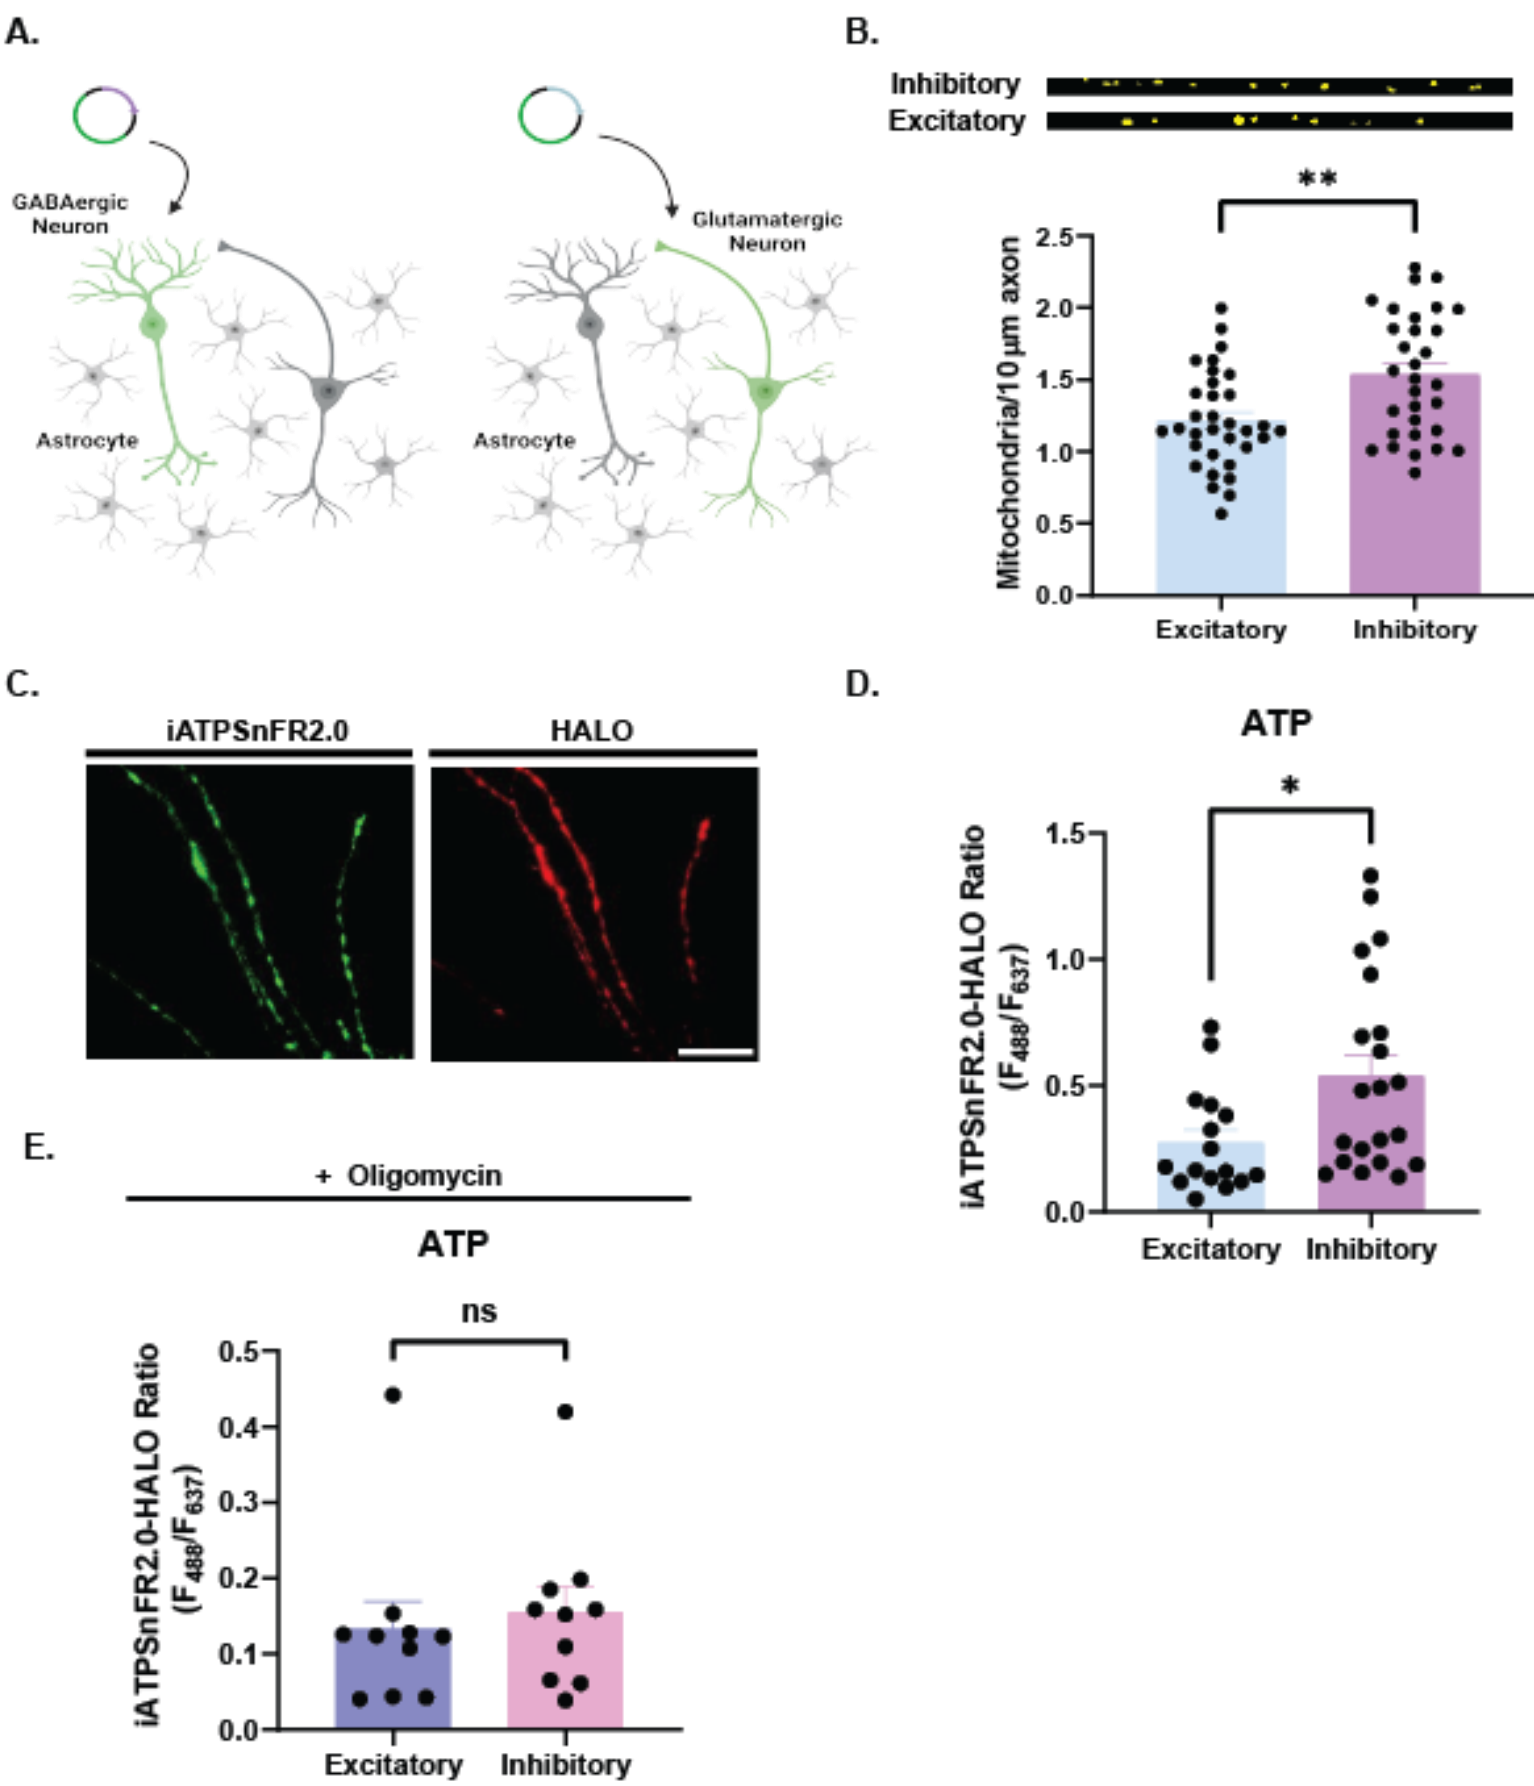 A.
GABAergic
Neuron
Astrocyte
Glutamatergic
Neuron
Astrocyte
B.
Inhibitory
Excitatory
**
Mitochondria/10 µm axon
2.5
2.0
1.5
1.0
0.5
0.0
Excitatory Inhibitory
C.
iATPSnFR2.0 HALO
D.
ATP
*
iATPSnFR2.0-HALO Ratio
(F488/F637)
1.5
1.0
0.5
0.0
Excitatory Inhibitory
E.
+ Oligomycin
ATP
ns
iATPSnFR2.0-HALO Ratio
(F488/F637)
0.5
0.4
0.3
0.2
0.1
0.0
Excitatory Inhibitory